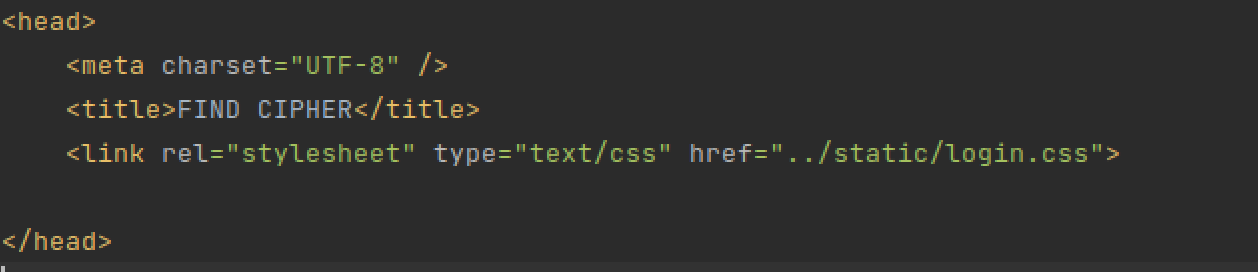 <head>
<meta charset="UTF-8" />
<title>FIND CIPHER</title>
<link rel="stylesheet" type="text/css" href="../static/login.css">
</head>